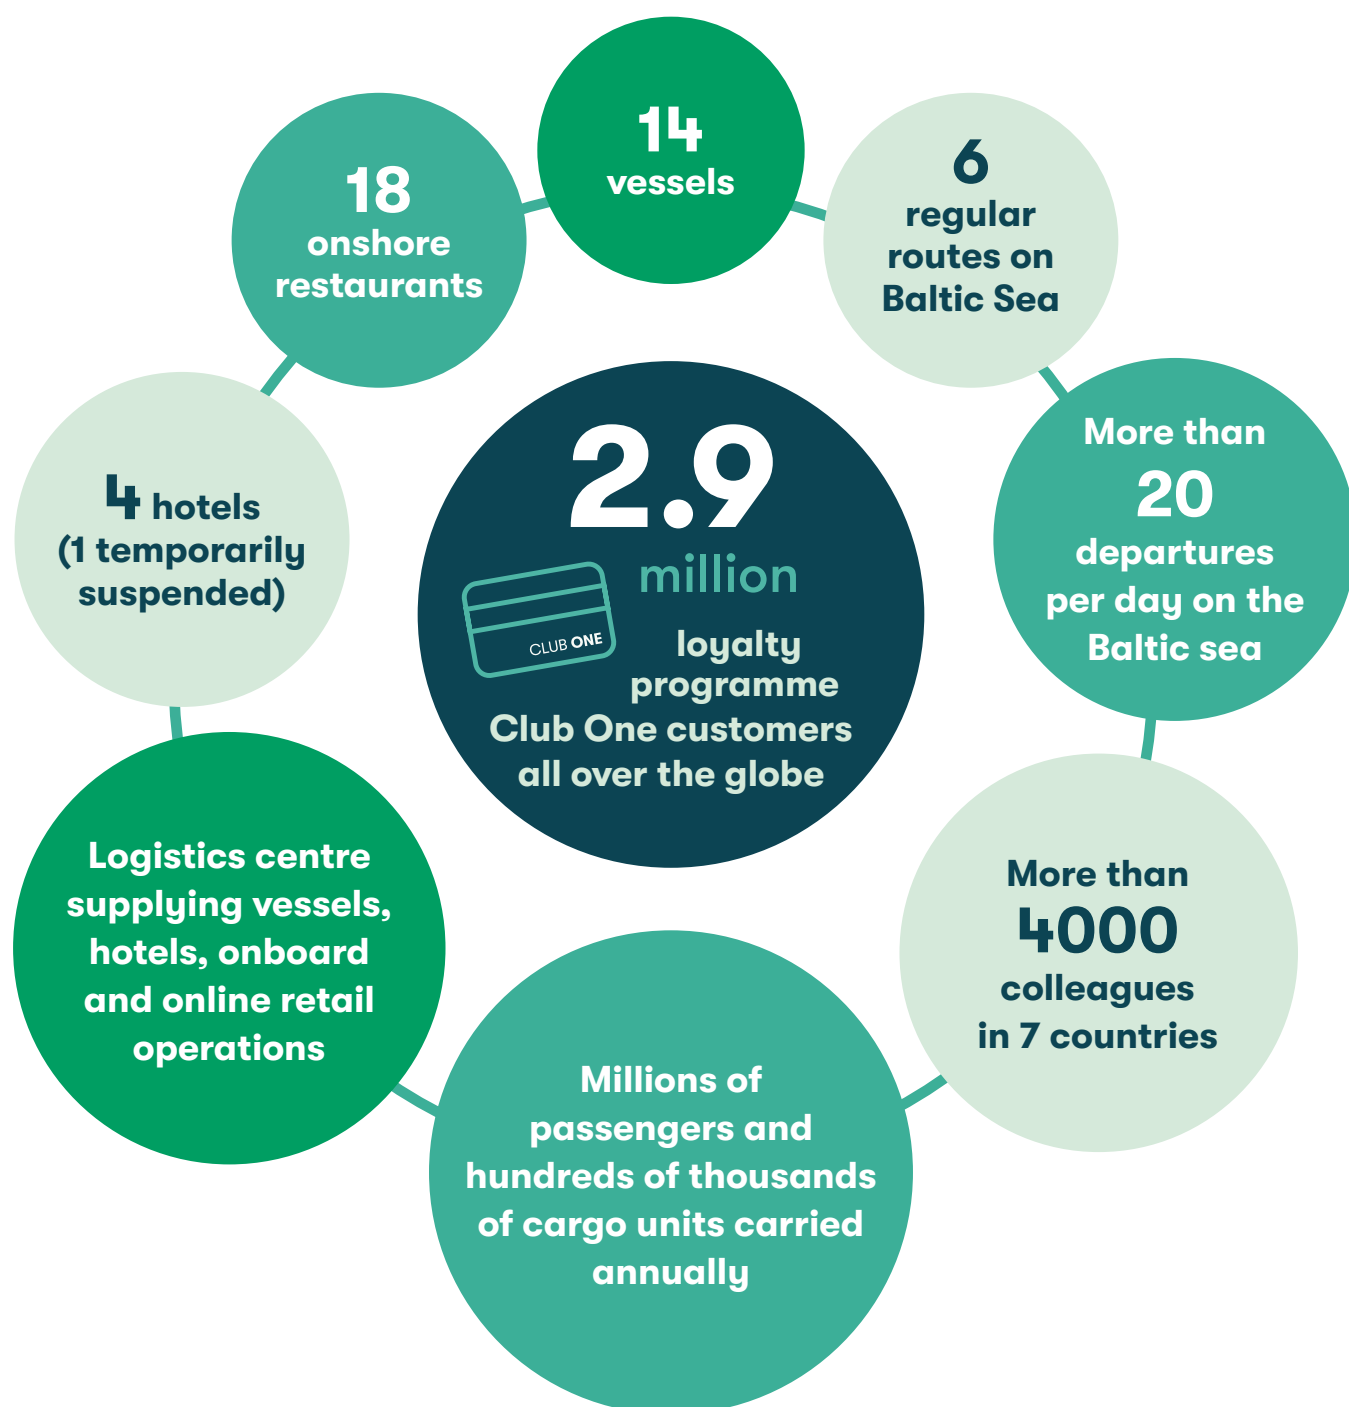 14
vessels
6
regular
routes on
Baltic Sea
More than
20
departures
per day on the
Baltic sea
More than
4000
colleagues
in 7 countries
Millions of
passengers and
hundreds of thousands
of cargo units carried
annually
Logistics centre
supplying vessels,
hotels, onboard
and online retail
operations
4 hotels
(1 temporarily
suspended)
18
onshore
restaurants
2.9
million
CLUB ONE
loyalty
programme
Club One customers
all over the globe